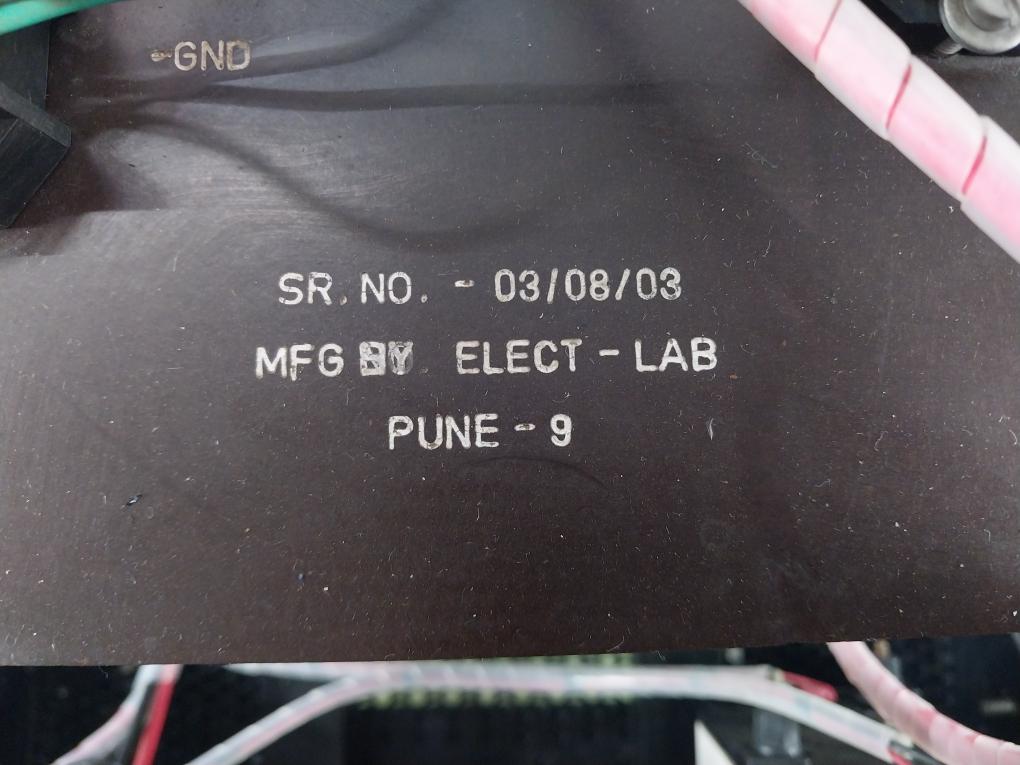 -GND
SR. NO. - 03/08/03
MFG BY. ELECT - LAB
PUNE - 9